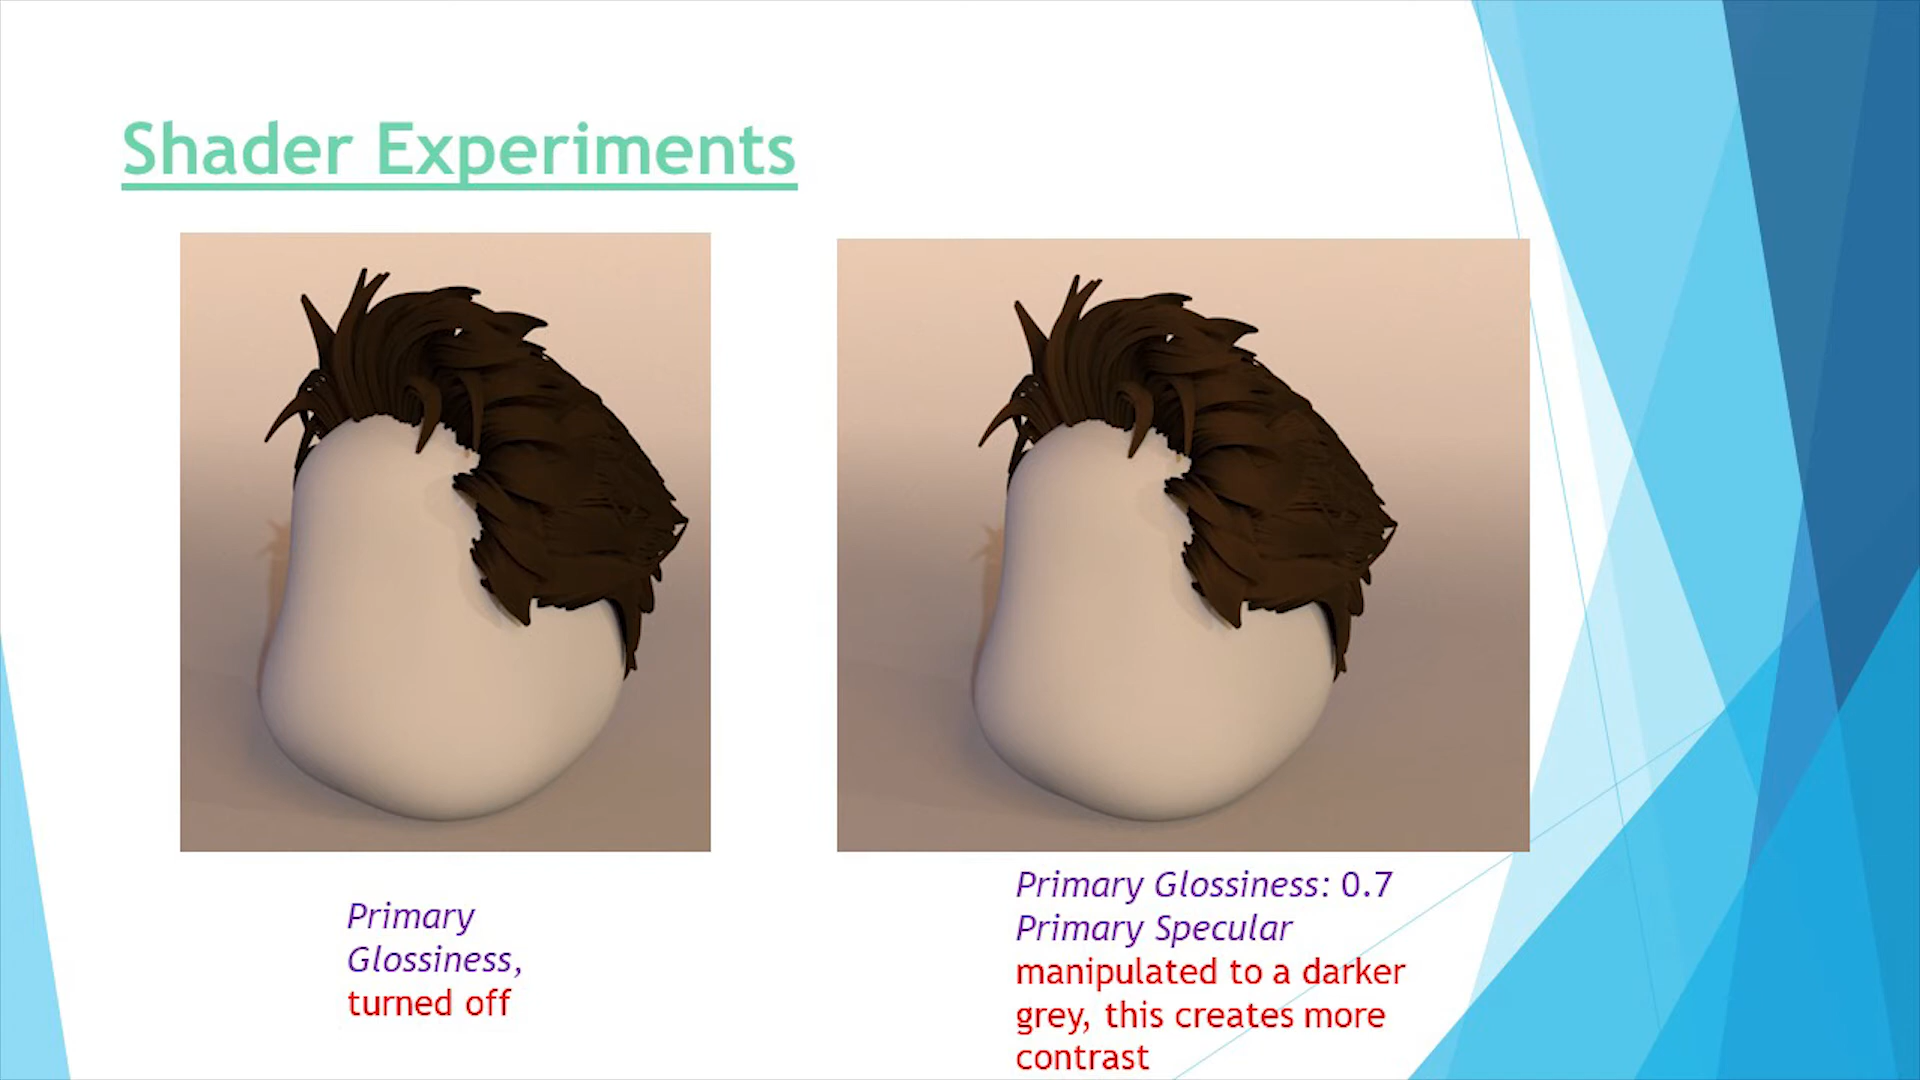 Shader Experiments
Primary
Glossiness,
turned off
Primary Glossiness: 0.7
Primary Specular
manipulated to a darker
grey, this creates more
contrast